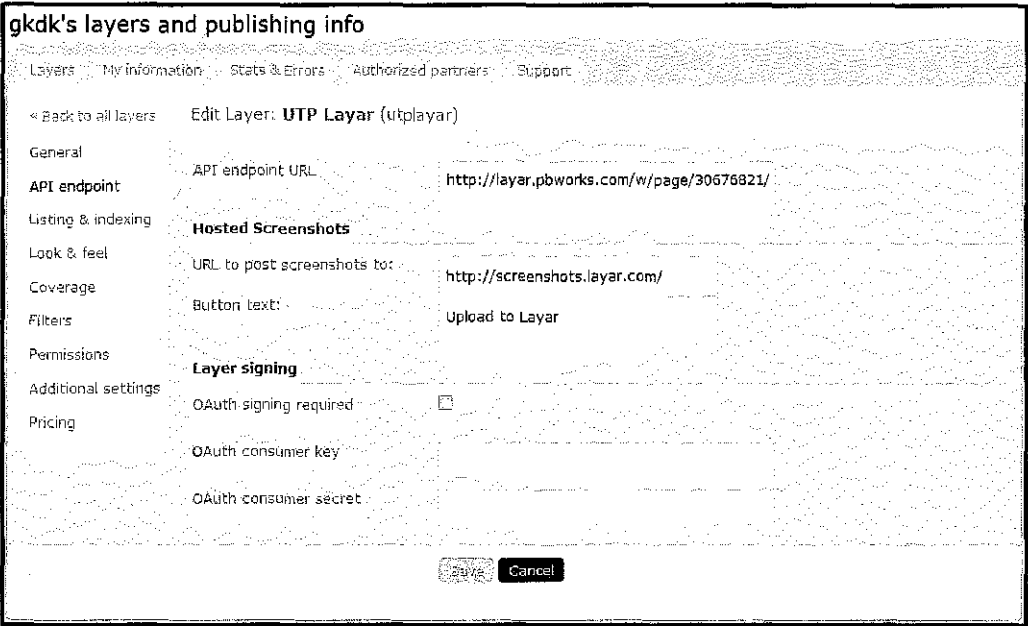 gkdk's layers and publishing info
Layers My information Stats & Errors Authorized partners Support
« Back to all layers
Edit Layer: UTP Layar (utplayar)
General
API endpoint
Listing & indexing
Look & feel
Coverage
Filters
Permissions
Additional settings
Pricing
API endpoint URL
http://layar.pbworks.com/w/page/30676821/
Hosted Screenshots
URL to post screenshots to:
http://screenshots.layar.com/
Button text:
Upload to Layar
Layer signing
OAuth signing required
OAuth consumer key
OAuth consumer secret
Save Cancel